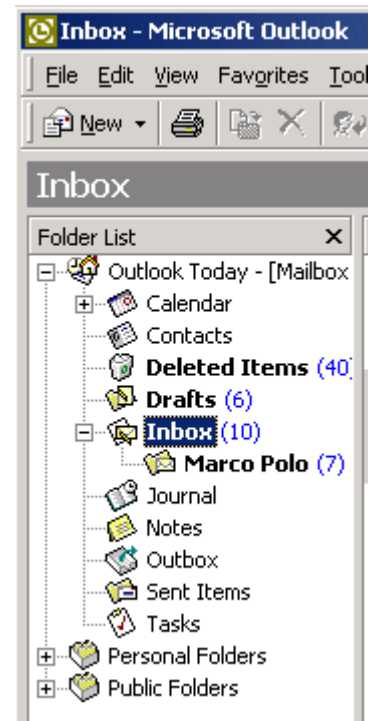 Inbox - Microsoft Outlook
File Edit View Favorites Tool
New
Inbox
Folder List
Outlook Today - [Mailbox
Calendar
Contacts
Deleted Items (40)
Drafts (6)
Inbox (10)
Marco Polo (7)
Journal
Notes
Outbox
Sent Items
Tasks
Personal Folders
Public Folders